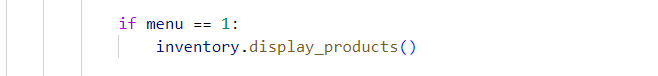 if menu == 1:
    inventory.display_products()